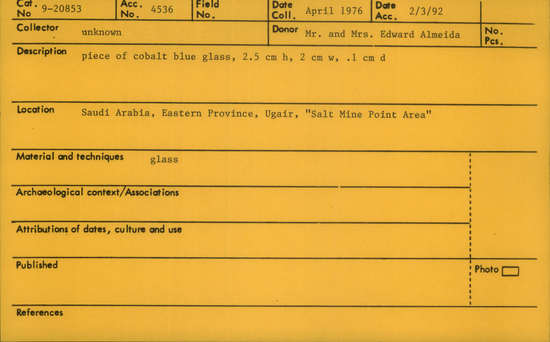 Cat. No 9-20853 Acc. No. 4536 Field No. Date Coll. April 1976 Date Acc. 2/3/92
Collector unknown Donor Mr. and Mrs. Edward Almeida No. Pcs.
Description piece of cobalt blue glass, 2.5 cm h, 2 cm w, .1 cm d
Location Saudi Arabia, Eastern Province, Ugair, "Salt Mine Point Area"
Material and techniques glass
Archaeological context/Associations
Attributions of dates, culture and use
Published Photo
References